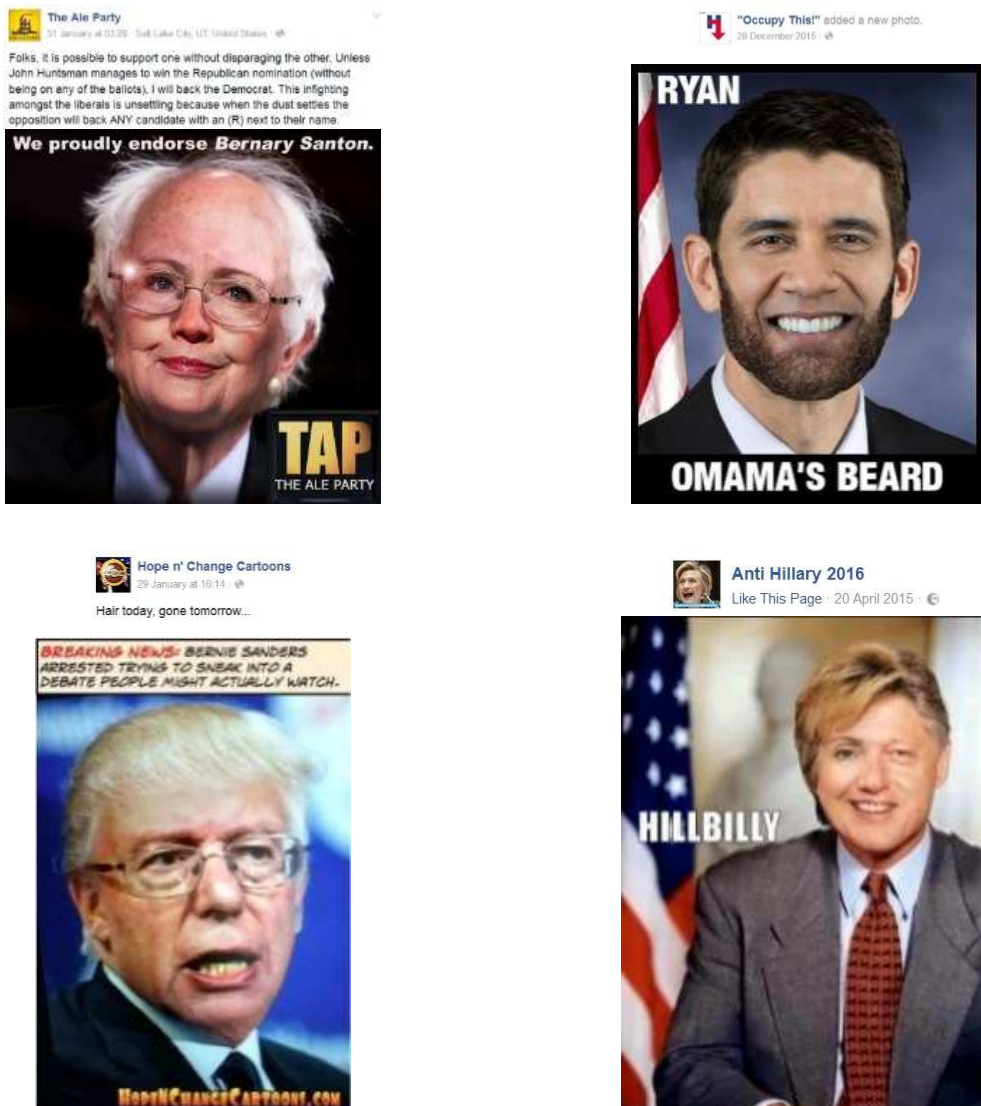 The Ale Party
31 January at 03:26 · Salt Lake City, UT, United States ·
Folks, it is possible to support one without disparaging the other. Unless
John Huntsman manages to win the Republican nomination (without
being on any of the ballots), I will back the Democrat. This infighting
amongst the liberals is unsettling because when the dust settles the
opposition will back ANY candidate with an (R) next to their name.
We proudly endorse Bernary Santon.
TAP
THE ALE PARTY
"Occupy This!" added a new photo.
28 December 2015 ·
RYAN
OMAMA'S BEARD
Hope n' Change Cartoons
29 January at 16:14 ·
Hair today, gone tomorrow...
BREAKING NEWS: BERNIE SANDERS
ARRESTED TRYING TO SNEAK INTO A
DEBATE PEOPLE MIGHT ACTUALLY WATCH.
HOPENCHANGECARTOONS.COM
Anti Hillary 2016
Like This Page · 20 April 2015 ·
HILLBILLY